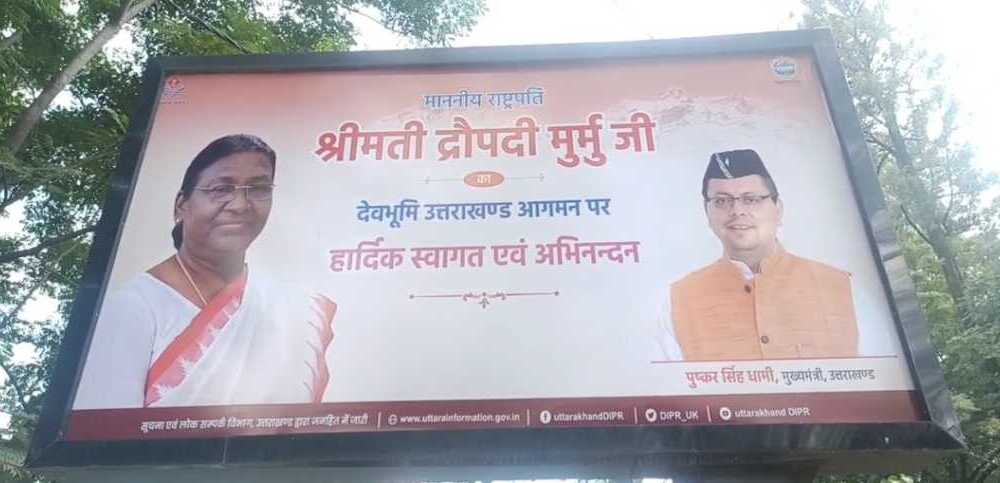 माननीय राष्ट्रपति
श्रीमती द्रौपदी मुर्मु जी
का
देवभूमि उत्तराखण्ड आगमन पर
हार्दिक स्वागत एवं अभिनन्दन
पुष्कर सिंह धामी, मुख्यमंत्री, उत्तराखण्ड
सूचना एवं लोक सम्पर्क विभाग, उत्तराखण्ड द्वारा जनहित में जारी | www.uttarainformation.gov.in | uttarakhandDIPR | DIPR_UK | uttarakhand DIPR